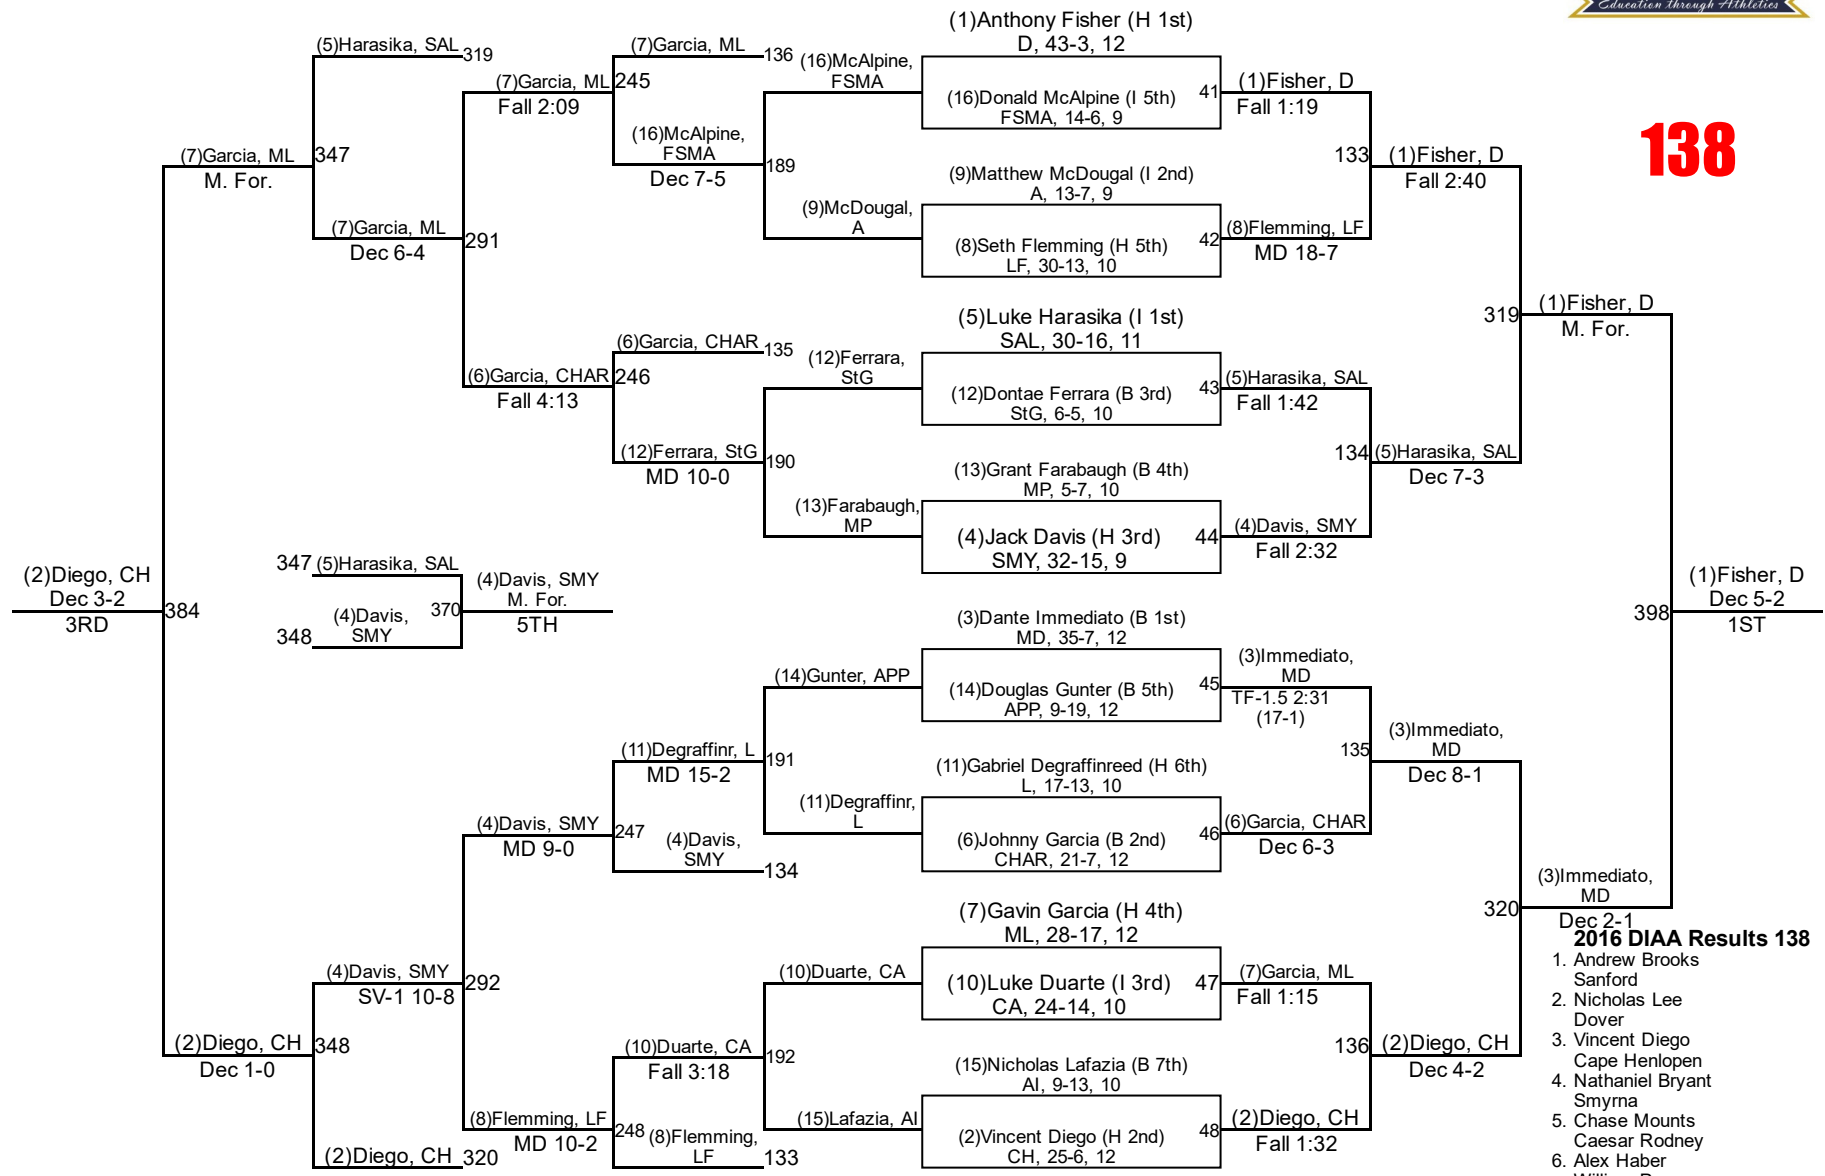 Education through Athletics
138
(1)Anthony Fisher (H 1st)
D, 43-3, 12
(16)Donald McAlpine (I 5th)
FSMA, 14-6, 9
41
(9)Matthew McDougal (I 2nd)
A, 13-7, 9
(8)Seth Flemming (H 5th)
LF, 30-13, 10
42
(5)Luke Harasika (I 1st)
SAL, 30-16, 11
(12)Dontae Ferrara (B 3rd)
StG, 6-5, 10
43
(13)Grant Farabaugh (B 4th)
MP, 5-7, 10
(4)Jack Davis (H 3rd)
SMY, 32-15, 9
44
(3)Dante Immediato (B 1st)
MD, 35-7, 12
(14)Douglas Gunter (B 5th)
APP, 9-19, 12
45
(11)Gabriel Degraffinreed (H 6th)
L, 17-13, 10
(6)Johnny Garcia (B 2nd)
CHAR, 21-7, 12
46
(7)Gavin Garcia (H 4th)
ML, 28-17, 12
(10)Luke Duarte (I 3rd)
CA, 24-14, 10
47
(15)Nicholas Lafazia (B 7th)
AI, 9-13, 10
(2)Vincent Diego (H 2nd)
CH, 25-6, 12
48
(1)Fisher, D
Fall 1:19
133
(8)Flemming, LF
MD 18-7
(5)Harasika, SAL
Fall 1:42
134
(4)Davis, SMY
Fall 2:32
(3)Immediato,
MD
TF-1.5 2:31
(17-1)
135
(6)Garcia, CHAR
Dec 6-3
(7)Garcia, ML
Fall 1:15
136
(2)Diego, CH
Fall 1:32
(1)Fisher, D
Fall 2:40
319
(5)Harasika, SAL
Dec 7-3
(3)Immediato,
MD
Dec 8-1
320
(2)Diego, CH
Dec 4-2
(1)Fisher, D
M. For.
398
(3)Immediato,
MD
Dec 2-1
(1)Fisher, D
Dec 5-2
1ST
(16)McAlpine,
FSMA
189
(9)McDougal,
A
(12)Ferrara,
StG
190
(13)Farabaugh,
MP
(14)Gunter, APP
191
(11)Degraffinr,
L
(10)Duarte, CA
192
(15)Lafazia, AI
(7)Garcia, ML
136
245
(16)McAlpine,
FSMA
Dec 7-5
(6)Garcia, CHAR
135
246
(12)Ferrara, StG
MD 10-0
(11)Degraffinr, L
MD 15-2
247
(4)Davis,
SMY
134
(10)Duarte, CA
Fall 3:18
248
(8)Flemming,
LF
133
(7)Garcia, ML
Fall 2:09
291
(6)Garcia, CHAR
Fall 4:13
(4)Davis, SMY
MD 9-0
292
(8)Flemming, LF
MD 10-2
(5)Harasika, SAL
319
347
(7)Garcia, ML
Dec 6-4
(4)Davis, SMY
SV-1 10-8
348
(2)Diego, CH
320
(7)Garcia, ML
M. For.
384
(2)Diego, CH
Dec 1-0
(2)Diego, CH
Dec 3-2
3RD
347
(5)Harasika, SAL
348
(4)Davis,
SMY
370
(4)Davis, SMY
M. For.
5TH
2016 DIAA Results 138
1. Andrew Brooks
Sanford
2. Nicholas Lee
Dover
3. Vincent Diego
Cape Henlopen
4. Nathaniel Bryant
Smyrna
5. Chase Mounts
Caesar Rodney
6. Alex Haber